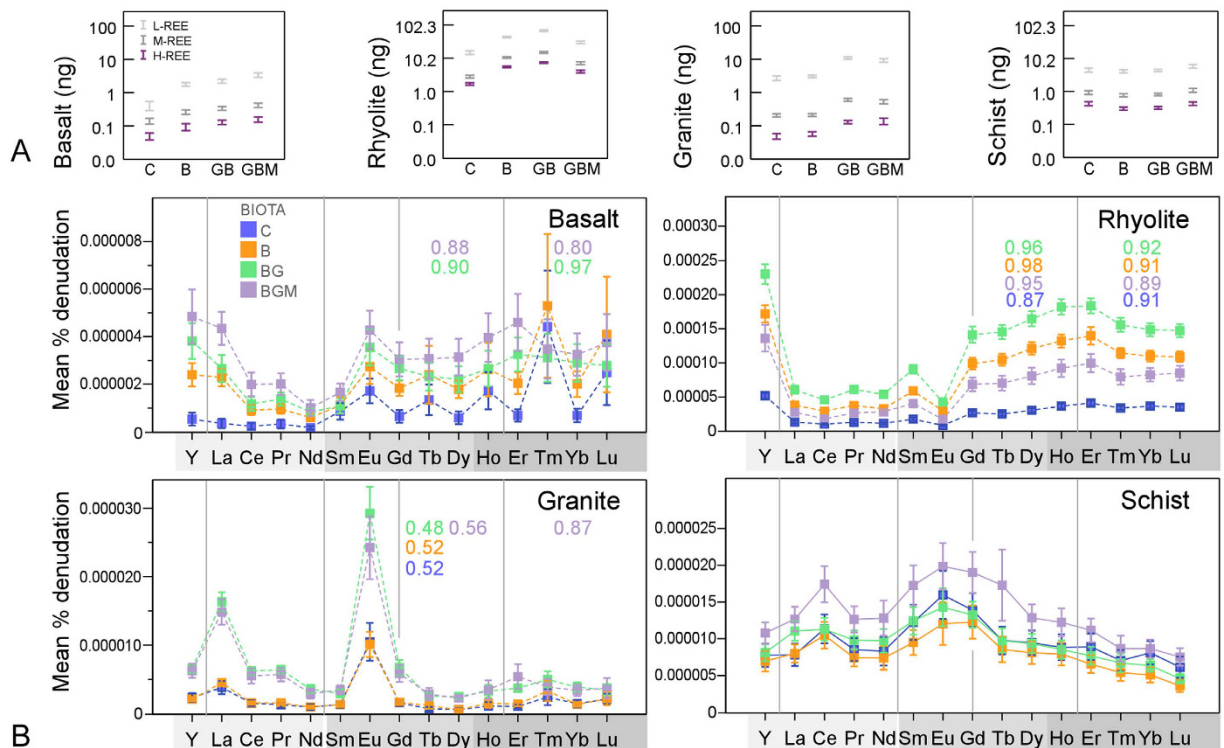 A
Basalt (ng)
100
10
1
0.1
0.0
L-REE
M-REE
H-REE
C B GB GBM
Rhyolite (ng)
102.3
10.2
1.0
0.1
0.0
C B GB GBM
Granite (ng)
100
10
1
0.1
0.0
C B GB GBM
Schist (ng)
102.3
10.2
1.0
0.1
0.0
C B GB GBM
B
Mean % denudation
0.000008
0.000006
0.000004
0.000002
0
BIOTA
C
B
BG
BGM
Basalt
0.88 0.80
0.90 0.97
Y La Ce Pr Nd Sm Eu Gd Tb Dy Ho Er Tm Yb Lu
Mean % denudation
0.00030
0.00025
0.00020
0.00015
0.00010
0.00005
0
Rhyolite
0.96 0.92
0.98 0.91
0.95 0.89
0.87 0.91
Y La Ce Pr Nd Sm Eu Gd Tb Dy Ho Er Tm Yb Lu
Mean % denudation
0.000030
0.000020
0.000010
0
Granite
0.48 0.56 0.87
0.52
0.52
Y La Ce Pr Nd Sm Eu Gd Tb Dy Ho Er Tm Yb Lu
Mean % denudation
0.000025
0.000020
0.000015
0.000010
0.000005
0.000000
Schist
Y La Ce Pr Nd Sm Eu Gd Tb Dy Ho Er Tm Yb Lu